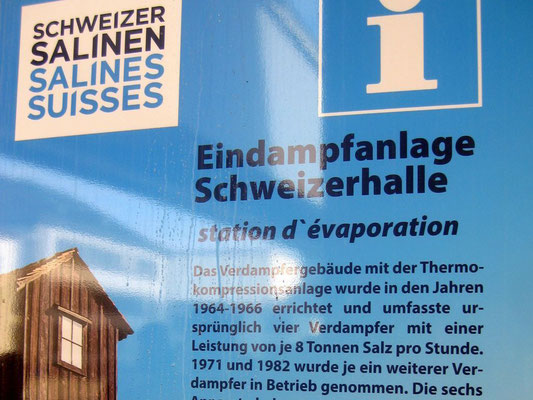 SCHWEIZER
SALINEN
SALINES
SUISSES
i
Eindampfanlage
Schweizerhalle
station d`évaporation
Das Verdampfergebäude mit der Thermo-
kompressionsanlage wurde in den Jahren
1964-1966 errichtet und umfasste ur-
sprünglich vier Verdampfer mit einer
Leistung von je 8 Tonnen Salz pro Stunde.
1971 und 1982 wurde je ein weiterer Ver-
dampfer in Betrieb genommen. Die sechs